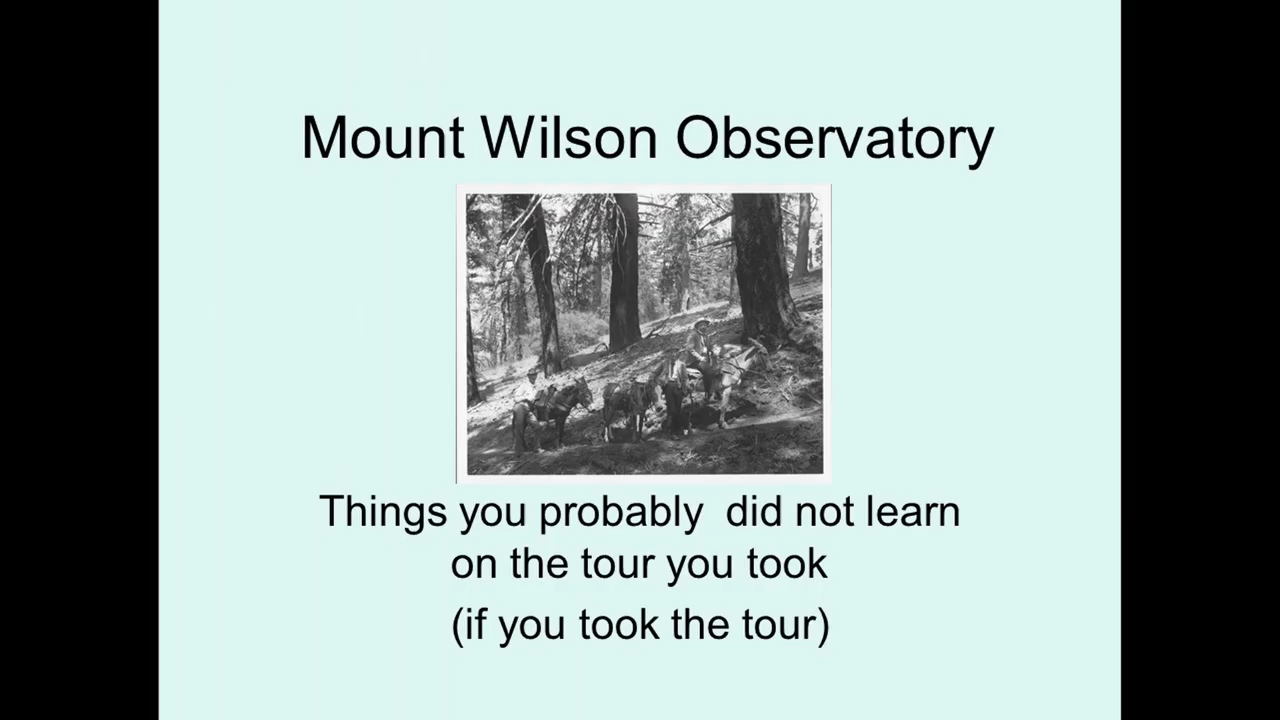 Mount Wilson Observatory
Things you probably did not learn
on the tour you took
(if you took the tour)